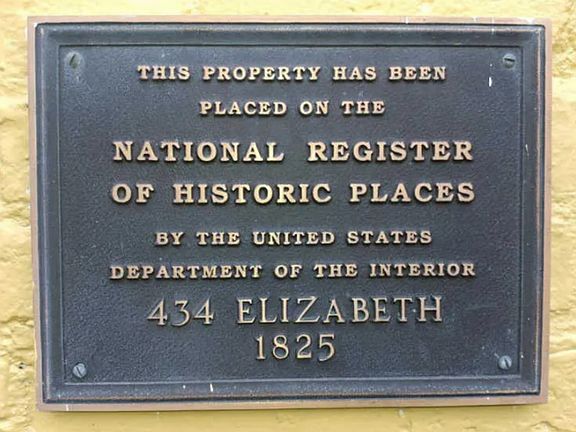 THIS PROPERTY HAS BEEN
PLACED ON THE
NATIONAL REGISTER
OF HISTORIC PLACES
BY THE UNITED STATES
DEPARTMENT OF THE INTERIOR
434 ELIZABETH
1825